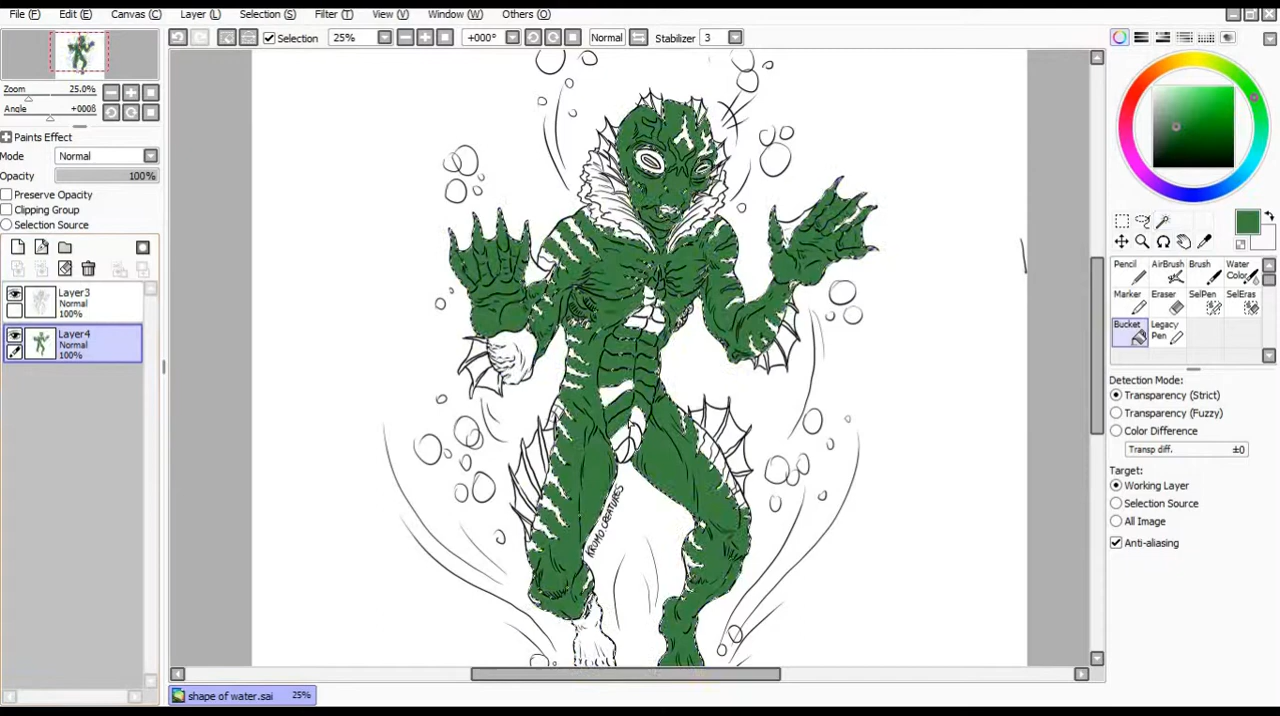 File (F) Edit (E) Canvas (C) Layer (L) Selection (S) Filter (T) View (V) Window (W) Others (O)
Selection 25% +000° Normal Stabilizer 3
Zoom 25.0%
Angle +000ß
Paints Effect
Mode Normal
Opacity 100%
Preserve Opacity
Clipping Group
Selection Source
Layer3
Normal
100%
Layer4
Normal
100%
KRUMO CREATURES
Pencil AirBrush Brush Water
Color
Marker Eraser SelPen SelEras
Bucket Legacy
Pen
Detection Mode:
Transparency (Strict)
Transparency (Fuzzy)
Color Difference
Transp diff. ±0
Target:
Working Layer
Selection Source
All Image
Anti-aliasing
shape of water.sai 25%